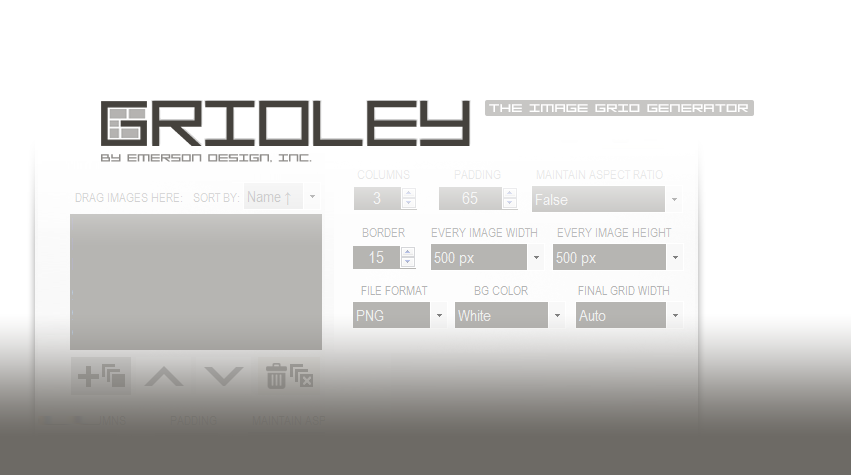 GRIDLEY
THE IMAGE GRID GENERATOR
BY EMERSON DESIGN, INC.
COLUMNS PADDING MAINTAIN ASPECT RATIO
DRAG IMAGES HERE: SORT BY: Name ↑
3 65 False
BORDER EVERY IMAGE WIDTH EVERY IMAGE HEIGHT
15 500 px 500 px
FILE FORMAT BG COLOR FINAL GRID WIDTH
PNG White Auto
PADDING